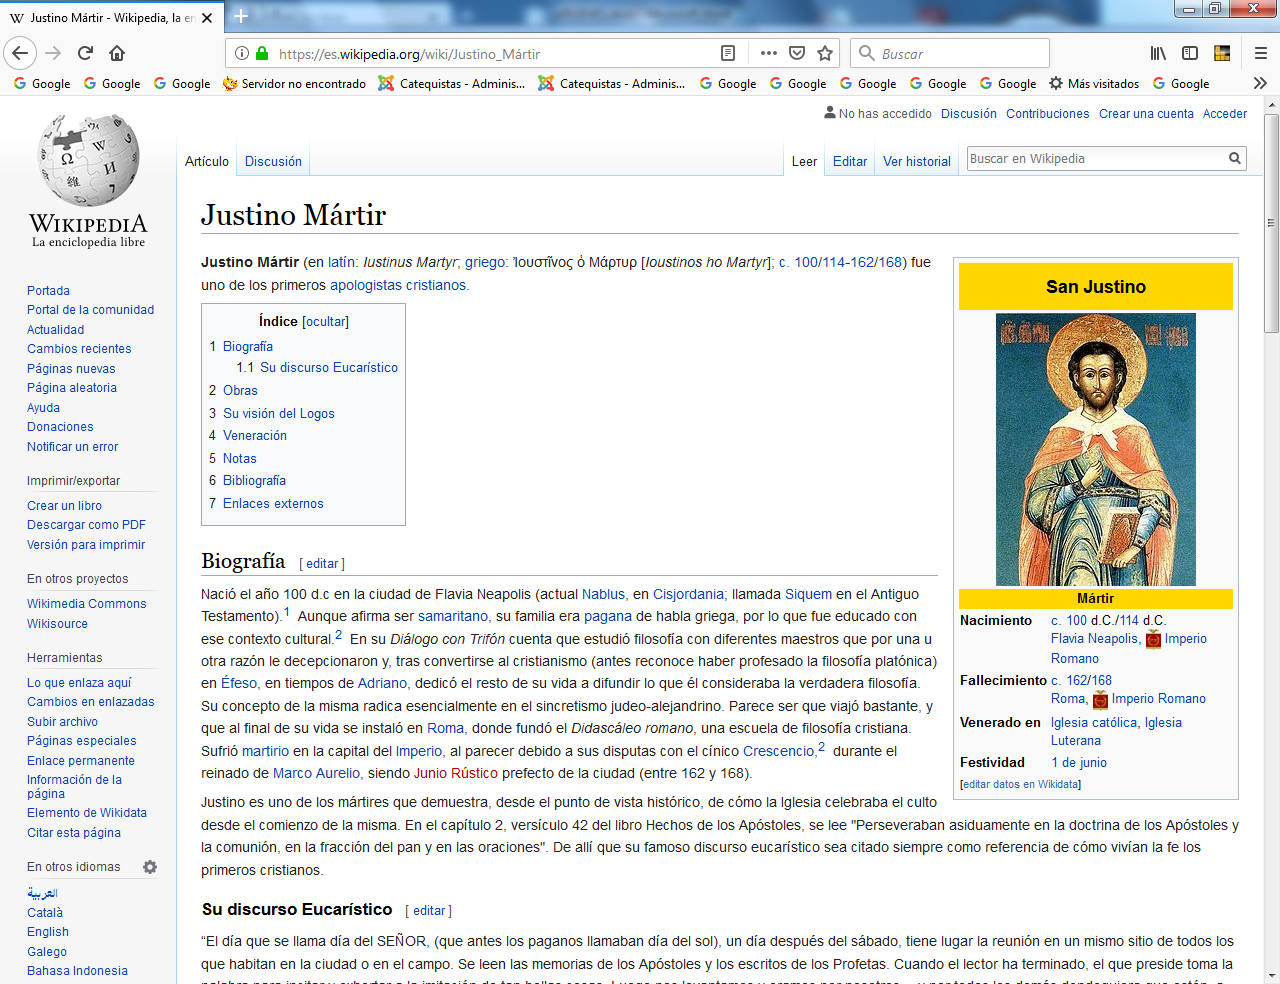 Justino Mártir - Wikipedia, la en
https://es.wikipedia.org/wiki/Justino_Mártir
Buscar
Google
Google
Google
Servidor no encontrado
Catequistas - Adminis...
Catequistas - Adminis...
Google
Google
Google
Google
Google
Más visitados
Google
No has accedido
Discusión
Contribuciones
Crear una cuenta
Acceder
Artículo
Discusión
Leer
Editar
Ver historial
Buscar en Wikipedia
WIKIPEDIA
La enciclopedia libre
Portada
Portal de la comunidad
Actualidad
Cambios recientes
Páginas nuevas
Página aleatoria
Ayuda
Donaciones
Notificar un error
Imprimir/exportar
Crear un libro
Descargar como PDF
Versión para imprimir
En otros proyectos
Wikimedia Commons
Wikisource
Herramientas
Lo que enlaza aquí
Cambios en enlazadas
Subir archivo
Páginas especiales
Enlace permanente
Información de la
página
Elemento de Wikidata
Citar esta página
En otros idiomas
العربية
Català
English
Galego
Bahasa Indonesia
Justino Mártir
Justino Mártir (en latín: Iustinus Martyr; griego: Ἰουστῖνος ὁ Μάρτυρ [Ioustinos ho Martyr]; c. 100/114-162/168) fue
uno de los primeros apologistas cristianos.
Índice [ocultar]
1 Biografía
1.1 Su discurso Eucarístico
2 Obras
3 Su visión del Logos
4 Veneración
5 Notas
6 Bibliografía
7 Enlaces externos
Biografía [ editar ]
Nació el año 100 d.c en la ciudad de Flavia Neapolis (actual Nablus, en Cisjordania; llamada Siquem en el Antiguo
Testamento).1 Aunque afirma ser samaritano, su familia era pagana de habla griega, por lo que fue educado con
ese contexto cultural.2 En su Diálogo con Trifón cuenta que estudió filosofía con diferentes maestros que por una u
otra razón le decepcionaron y, tras convertirse al cristianismo (antes reconoce haber profesado la filosofía platónica)
en Éfeso, en tiempos de Adriano, dedicó el resto de su vida a difundir lo que él consideraba la verdadera filosofía.
Su concepto de la misma radica esencialmente en el sincretismo judeo-alejandrino. Parece ser que viajó bastante, y
que al final de su vida se instaló en Roma, donde fundó el Didascáleo romano, una escuela de filosofía cristiana.
Sufrió martirio en la capital del Imperio, al parecer debido a sus disputas con el cínico Crescencio,2 durante el
reinado de Marco Aurelio, siendo Junio Rústico prefecto de la ciudad (entre 162 y 168).
San Justino
Mártir
Nacimiento c. 100 d.C./114 d.C.
Flavia Neapolis, Imperio
Romano
Fallecimiento c. 162/168
Roma, Imperio Romano
Venerado en Iglesia católica, Iglesia
Luterana
Festividad 1 de junio
[editar datos en Wikidata]
Justino es uno de los mártires que demuestra, desde el punto de vista histórico, de cómo la Iglesia celebraba el culto
desde el comienzo de la misma. En el capítulo 2, versículo 42 del libro Hechos de los Apóstoles, se lee "Perseveraban asiduamente en la doctrina de los Apóstoles y
la comunión, en la fracción del pan y en las oraciones". De allí que su famoso discurso eucarístico sea citado siempre como referencia de cómo vivían la fe los
primeros cristianos.
Su discurso Eucarístico [ editar ]
“El día que se llama día del SEÑOR, (que antes los paganos llamaban día del sol), un día después del sábado, tiene lugar la reunión en un mismo sitio de todos los
que habitan en la ciudad o en el campo. Se leen las memorias de los Apóstoles y los escritos de los Profetas. Cuando el lector ha terminado, el que preside toma la